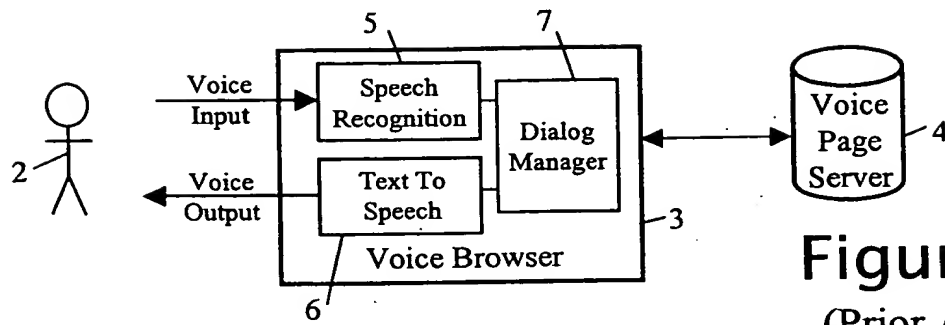 5
7
Voice
Input
Speech
Recognition
Dialog
Manager
Voice
Page
Server
4
2
Voice
Output
Text To
Speech
3
Voice Browser
6
(Prior